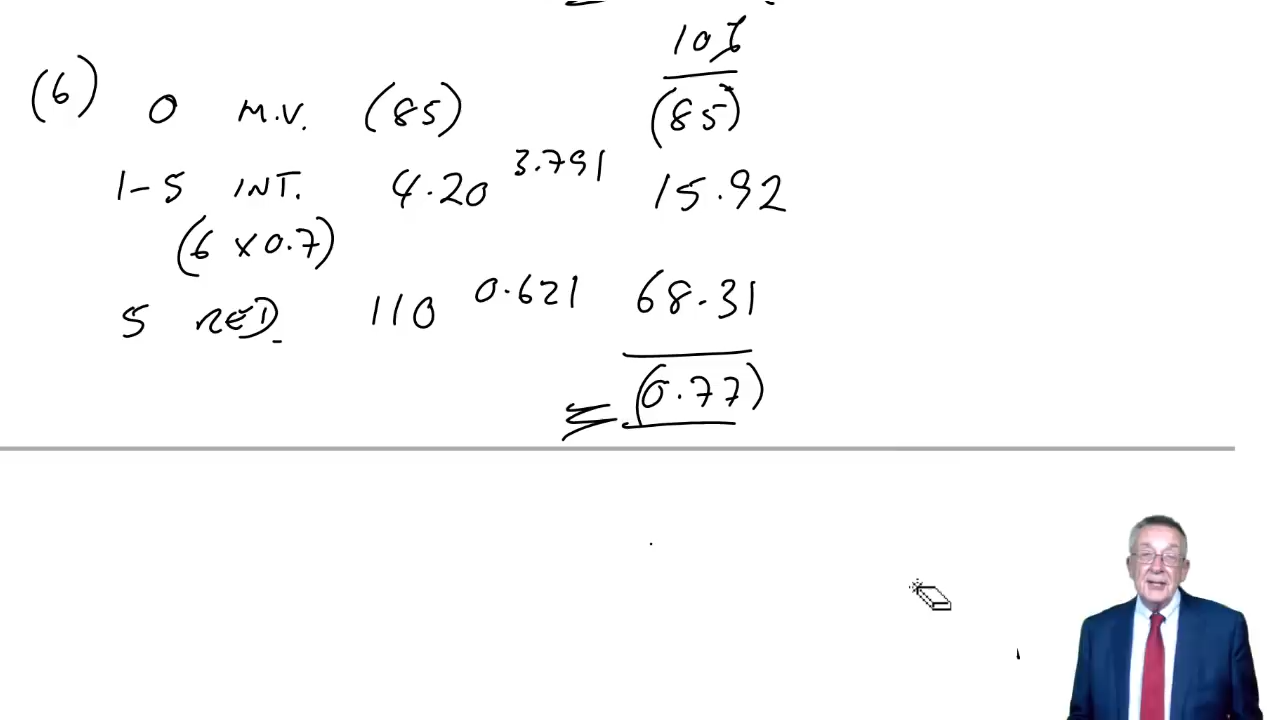 10%
(6) 0 M.V. (85) (85)
1-5 INT. 4.20 3.791 15.92
(6 x 0.7)
5 RED. 110 0.621 68.31
(0.77)